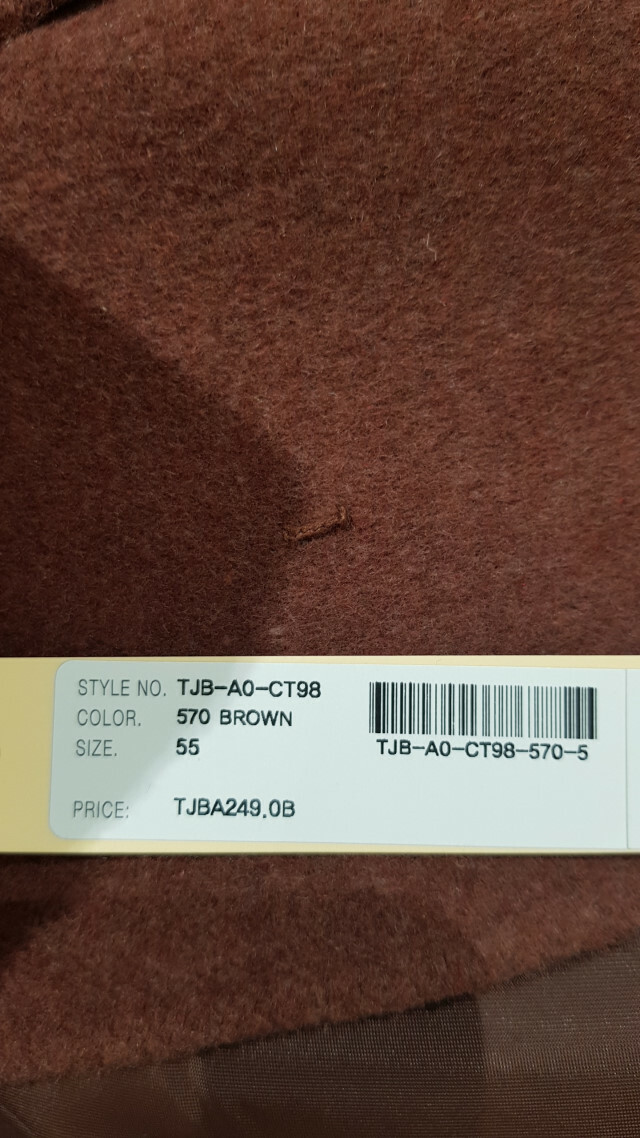 STYLE NO. TJB-A0-CT98
COLOR. 570 BROWN
SIZE. 55
PRICE: TJBA249.0B
TJB-A0-CT98-570-5